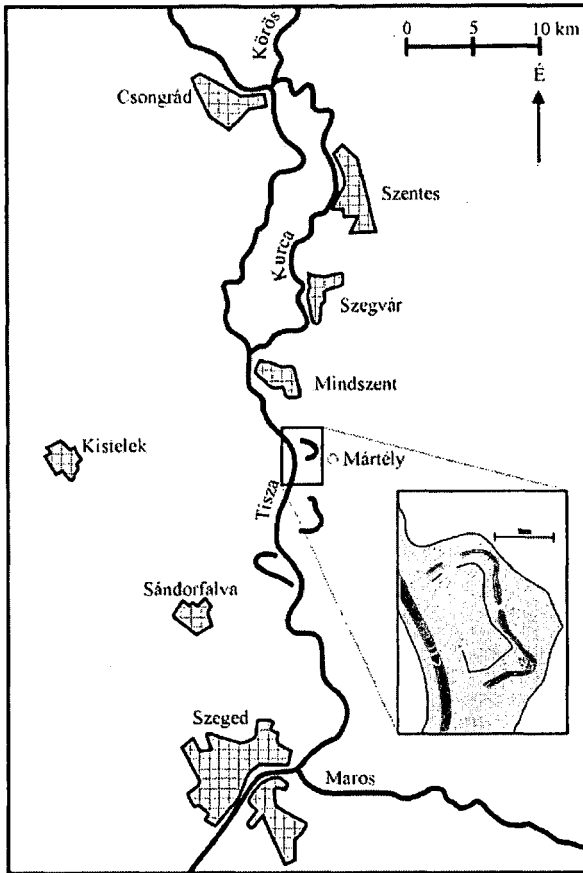 0 5 10 km
É
Körös
Csongrád
Szentes
Kurca
Szegvár
Mindszent
Kistelek
Mártély
Tisza
Sándorfalva
Szeged
Maros